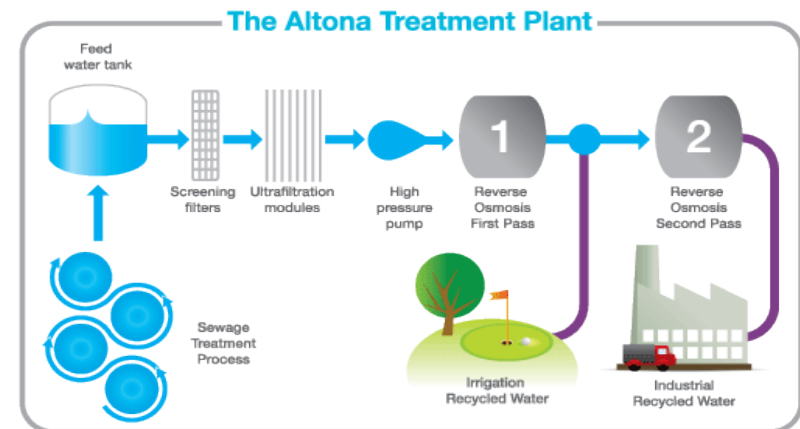 The Altona Treatment Plant
Feed
water tank
Screening
filters
Ultrafiltration
modules
High
pressure
pump
1
Reverse
Osmosis
First Pass
2
Reverse
Osmosis
Second Pass
Sewage
Treatment
Process
Irrigation
Recycled Water
Industrial
Recycled Water